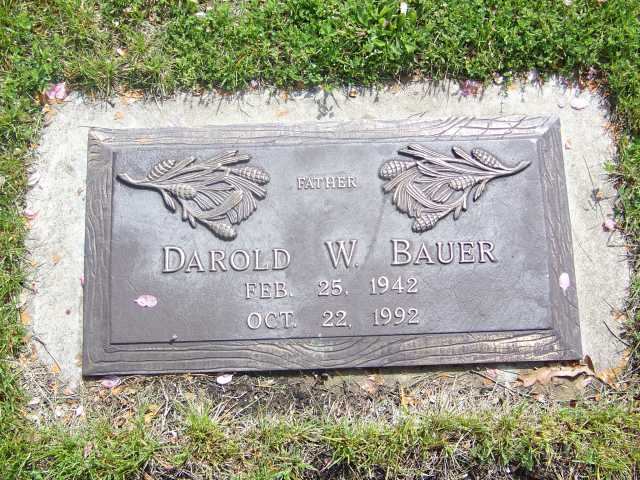 FATHER
DAROLD W. BAUER
FEB. 25, 1942
OCT. 22, 1992